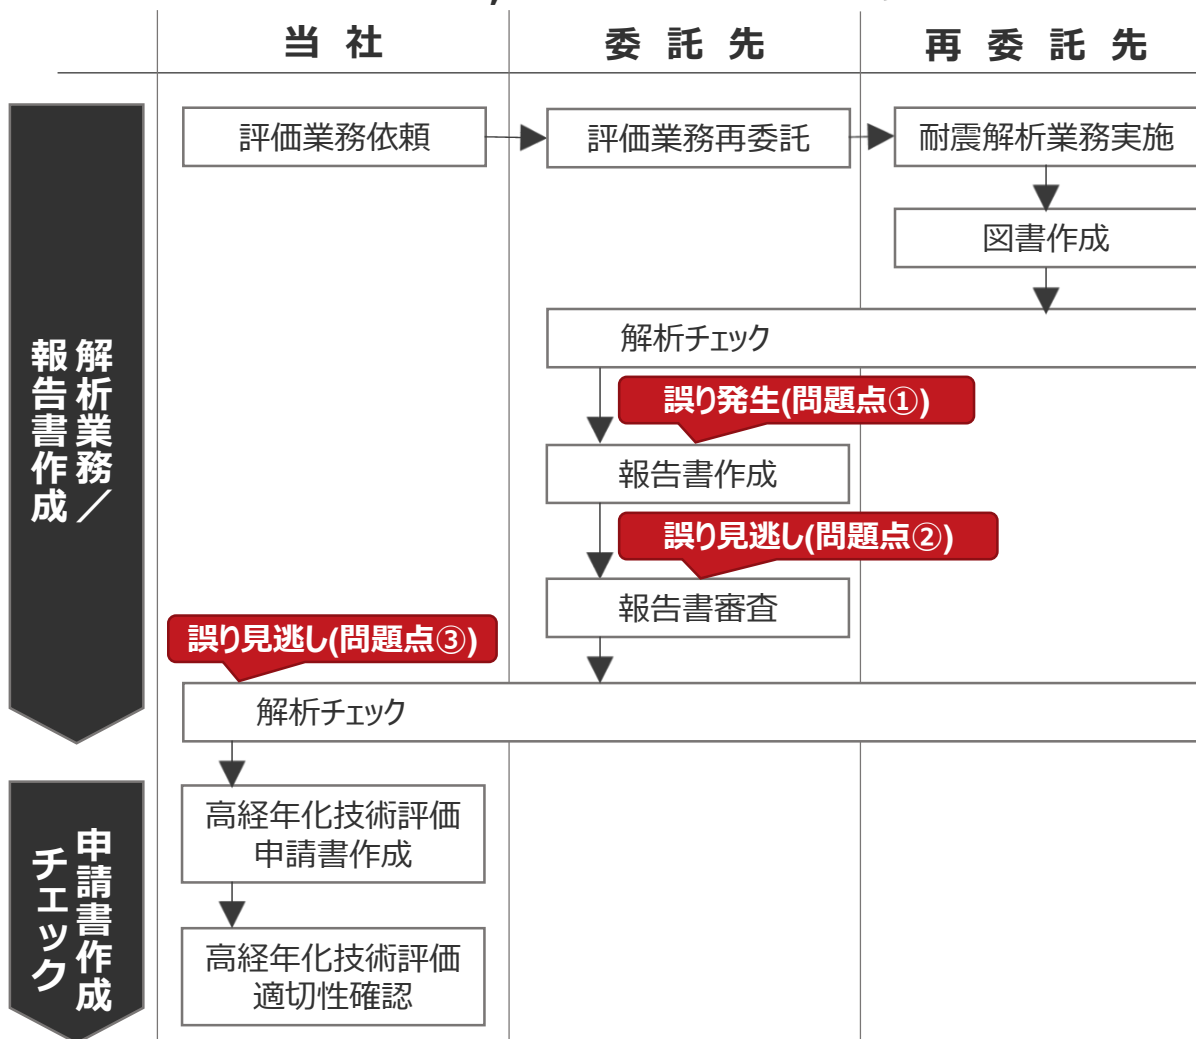 当社
委託先
再委託先
解析業務／
報告書作成
評価業務依頼
評価業務再委託
耐震解析業務実施
図書作成
解析チェック
誤り発生(問題点①)
報告書作成
誤り見逃し(問題点②)
報告書審査
誤り見逃し(問題点③)
解析チェック
申請書作成
チェック
高経年化技術評価
申請書作成
高経年化技術評価
適切性確認